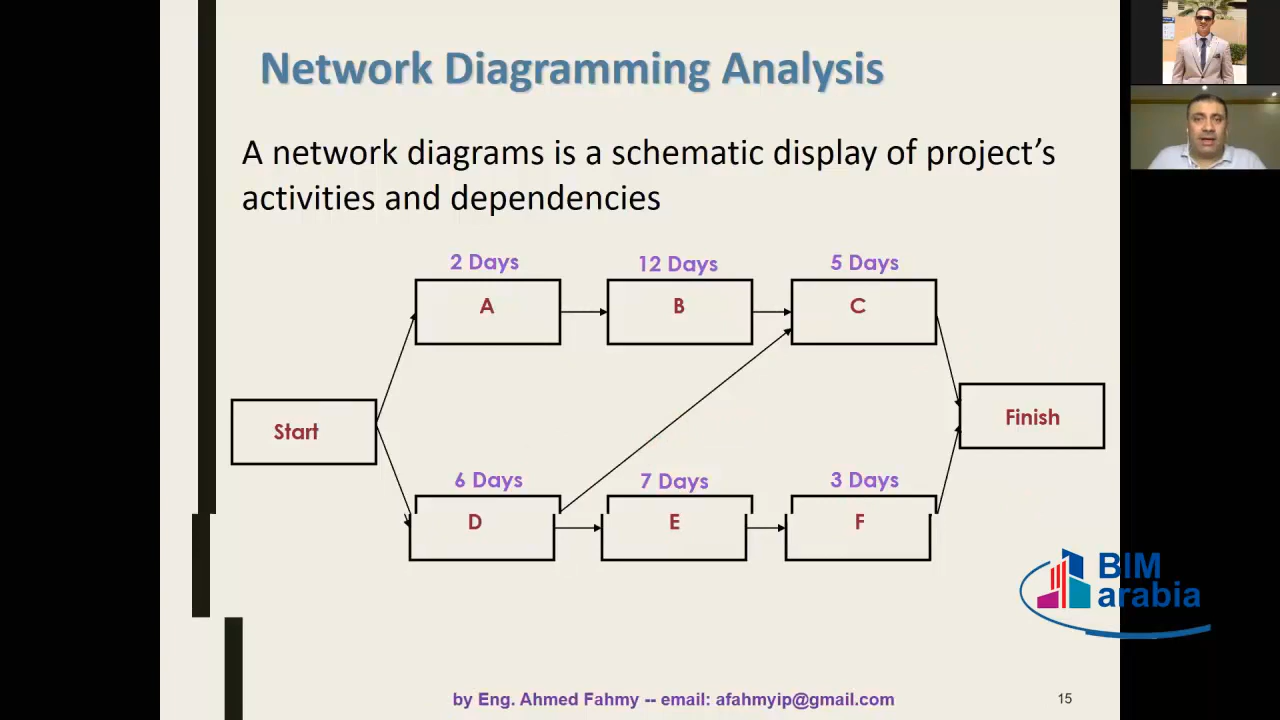 Network Diagramming Analysis
A network diagrams is a schematic display of project’s
activities and dependencies
2 Days
12 Days
5 Days
A
B
C
Start
Finish
6 Days
7 Days
3 Days
D
E
F
BIM
arabia
by Eng. Ahmed Fahmy -- email: afahmyip@gmail.com
15